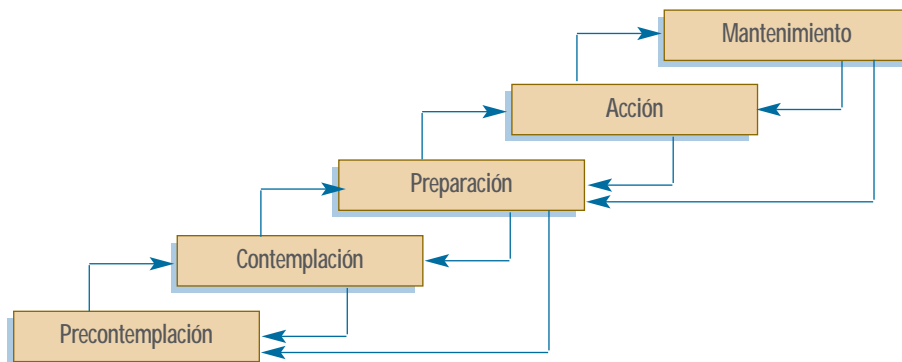 Mantenimiento
Acción
Preparación
Contemplación
Precontemplación